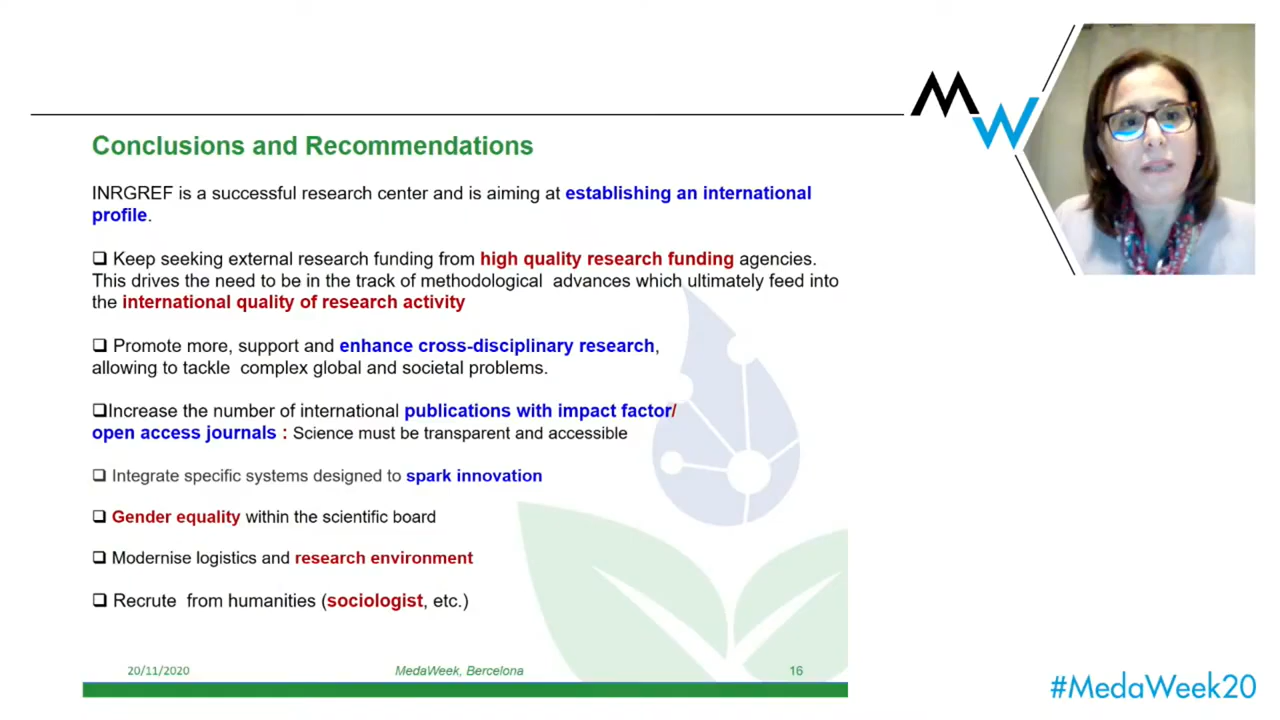 MW
Conclusions and Recommendations
INRGREF is a successful research center and is aiming at establishing an international
profile.
❑ Keep seeking external research funding from high quality research funding agencies.
This drives the need to be in the track of methodological advances which ultimately feed into
the international quality of research activity
❑ Promote more, support and enhance cross-disciplinary research,
allowing to tackle complex global and societal problems.
❑Increase the number of international publications with impact factor/
open access journals : Science must be transparent and accessible
❑ Integrate specific systems designed to spark innovation
❑ Gender equality within the scientific board
❑ Modernise logistics and research environment
❑ Recrute from humanities (sociologist, etc.)
20/11/2020 MedaWeek, Bercelona 16
#MedaWeek20